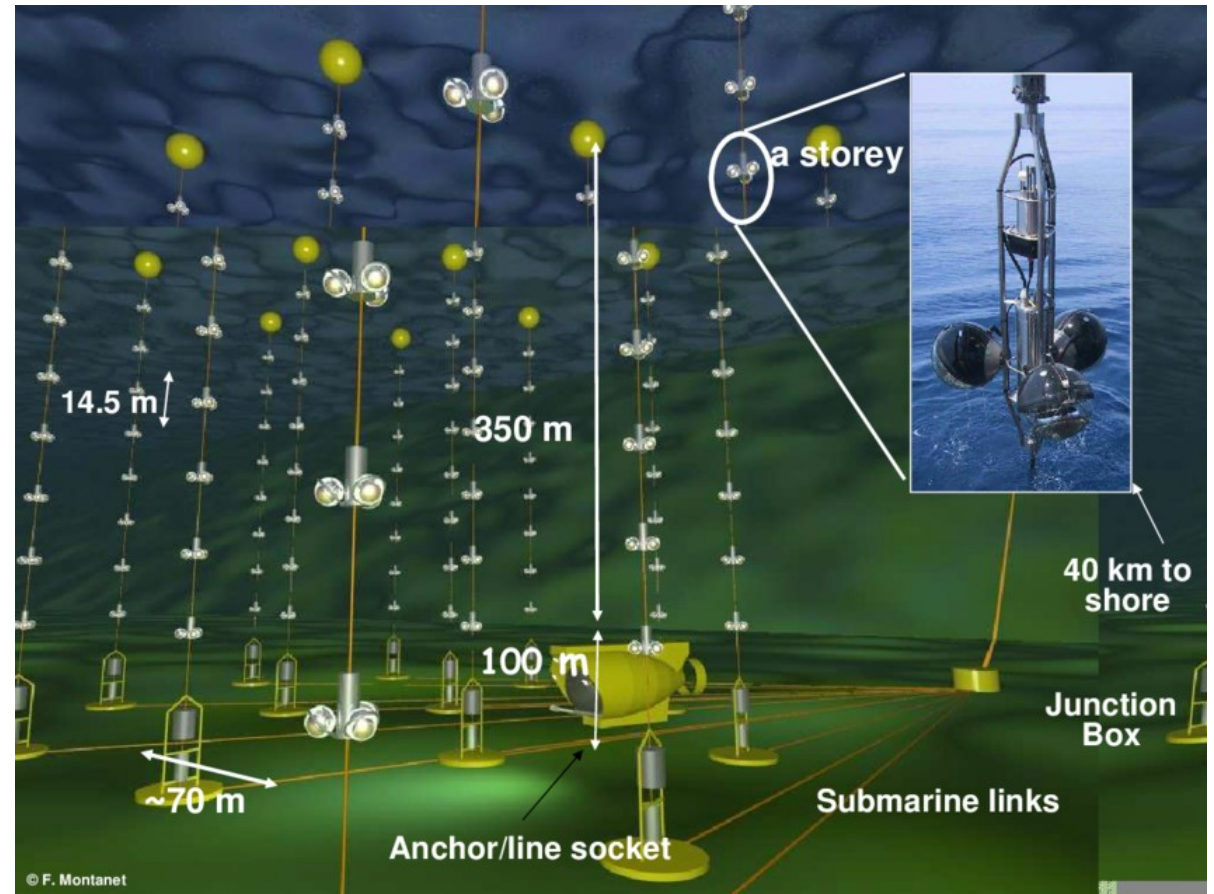 a storey
14.5 m
350 m
40 km to
shore
100 m
Junction
Box
~70 m
Submarine links
Anchor/line socket
© F. Montanet